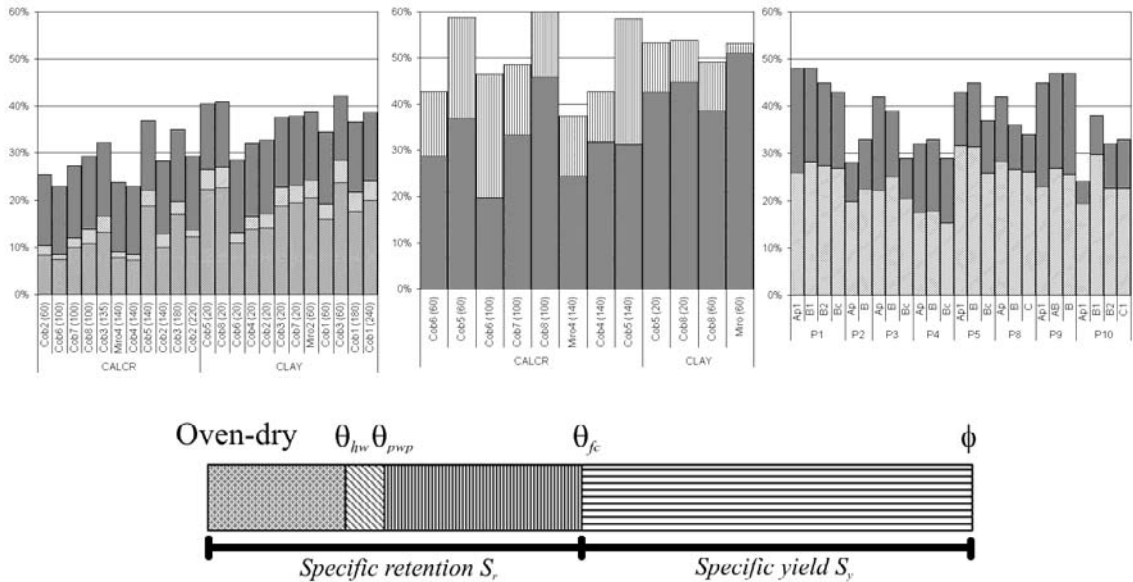 60%
50%
40%
30%
20%
10%
0%
Cob2 (60)
Cob6 (100)
Cob7 (100)
Cob8 (100)
Cob3 (135)
Miro4 (140)
Cob4 (140)
Cob5 (140)
Cob2 (140)
Cob3 (180)
Cob2 (220)
Cob5 (20)
Cob8 (20)
Cob6 (20)
Cob4 (20)
Cob2 (20)
Cob3 (20)
Cob7 (20)
Miro2 (60)
Cob1 (60)
Cob3 (60)
Cob1 (180)
Cob1 (240)
CALCR CLAY
60%
50%
40%
30%
20%
10%
0%
Cob6 (60)
Cob5 (60)
Cob6 (100)
Cob7 (100)
Cob8 (100)
Miro4 (140)
Cob4 (140)
Cob5 (140)
Cob5 (20)
Cob8 (20)
Cob8 (60)
Miro (60)
CALCR CLAY
60%
50%
40%
30%
20%
10%
0%
Ap1
B1
B2
Bc
Ap
B
Ap
B
Bc
Ap
B
Bc
Ap1
B
Bc
Ap
B
C
Ap1
AB
B
Ap1
B1
B2
C1
P1 P2 P3 P4 P5 P8 P9 P10
Oven-dry θhw θpwp θfc ϕ
Specific retention Sr Specific yield Sy